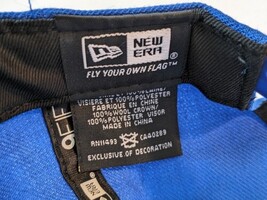 NEW
ERA
FLY YOUR OWN FLAG™
VISIERE ET 100% POLYESTER
FABRIQUE EN CHINE
100% WOOL CROWN/
100% POLYESTER VISOR
MADE IN CHINA
RN11493 CA40289
EXCLUSIVE OF DECORATION